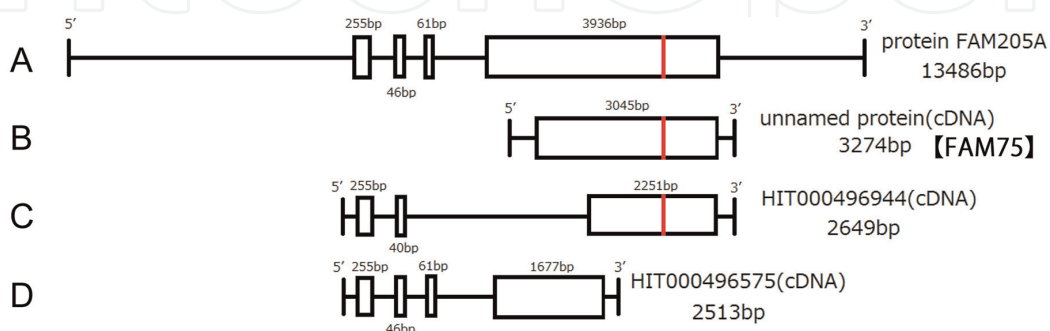 A
5′ 255bp 46bp 61bp 3936bp 3′
protein FAM205A
13486bp
B
5′ 3045bp 3′
unnamed protein(cDNA)
3274bp 【FAM75】
C
5′ 255bp 40bp 2251bp 3′
HIT000496944(cDNA)
2649bp
D
5′ 255bp 46bp 61bp 1677bp 3′
HIT000496575(cDNA)
2513bp